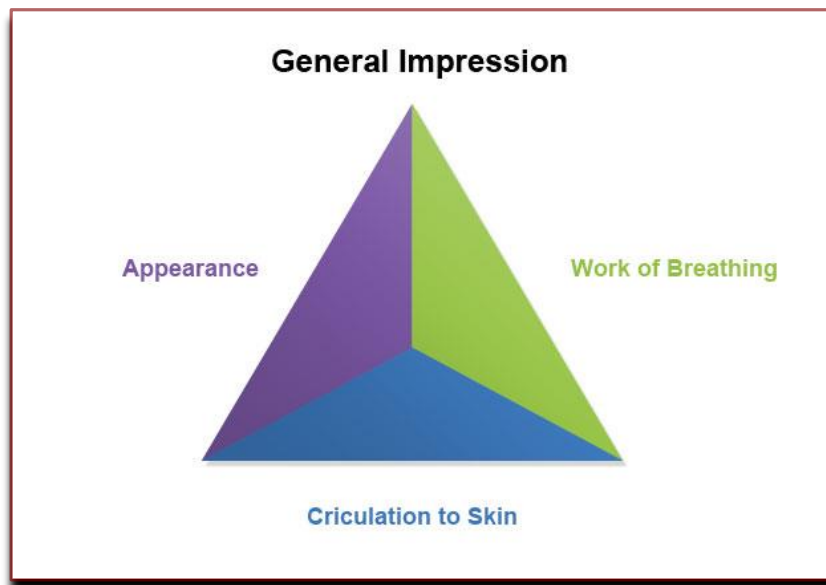 General Impression
Appearance
Work of Breathing
Criculation to Skin